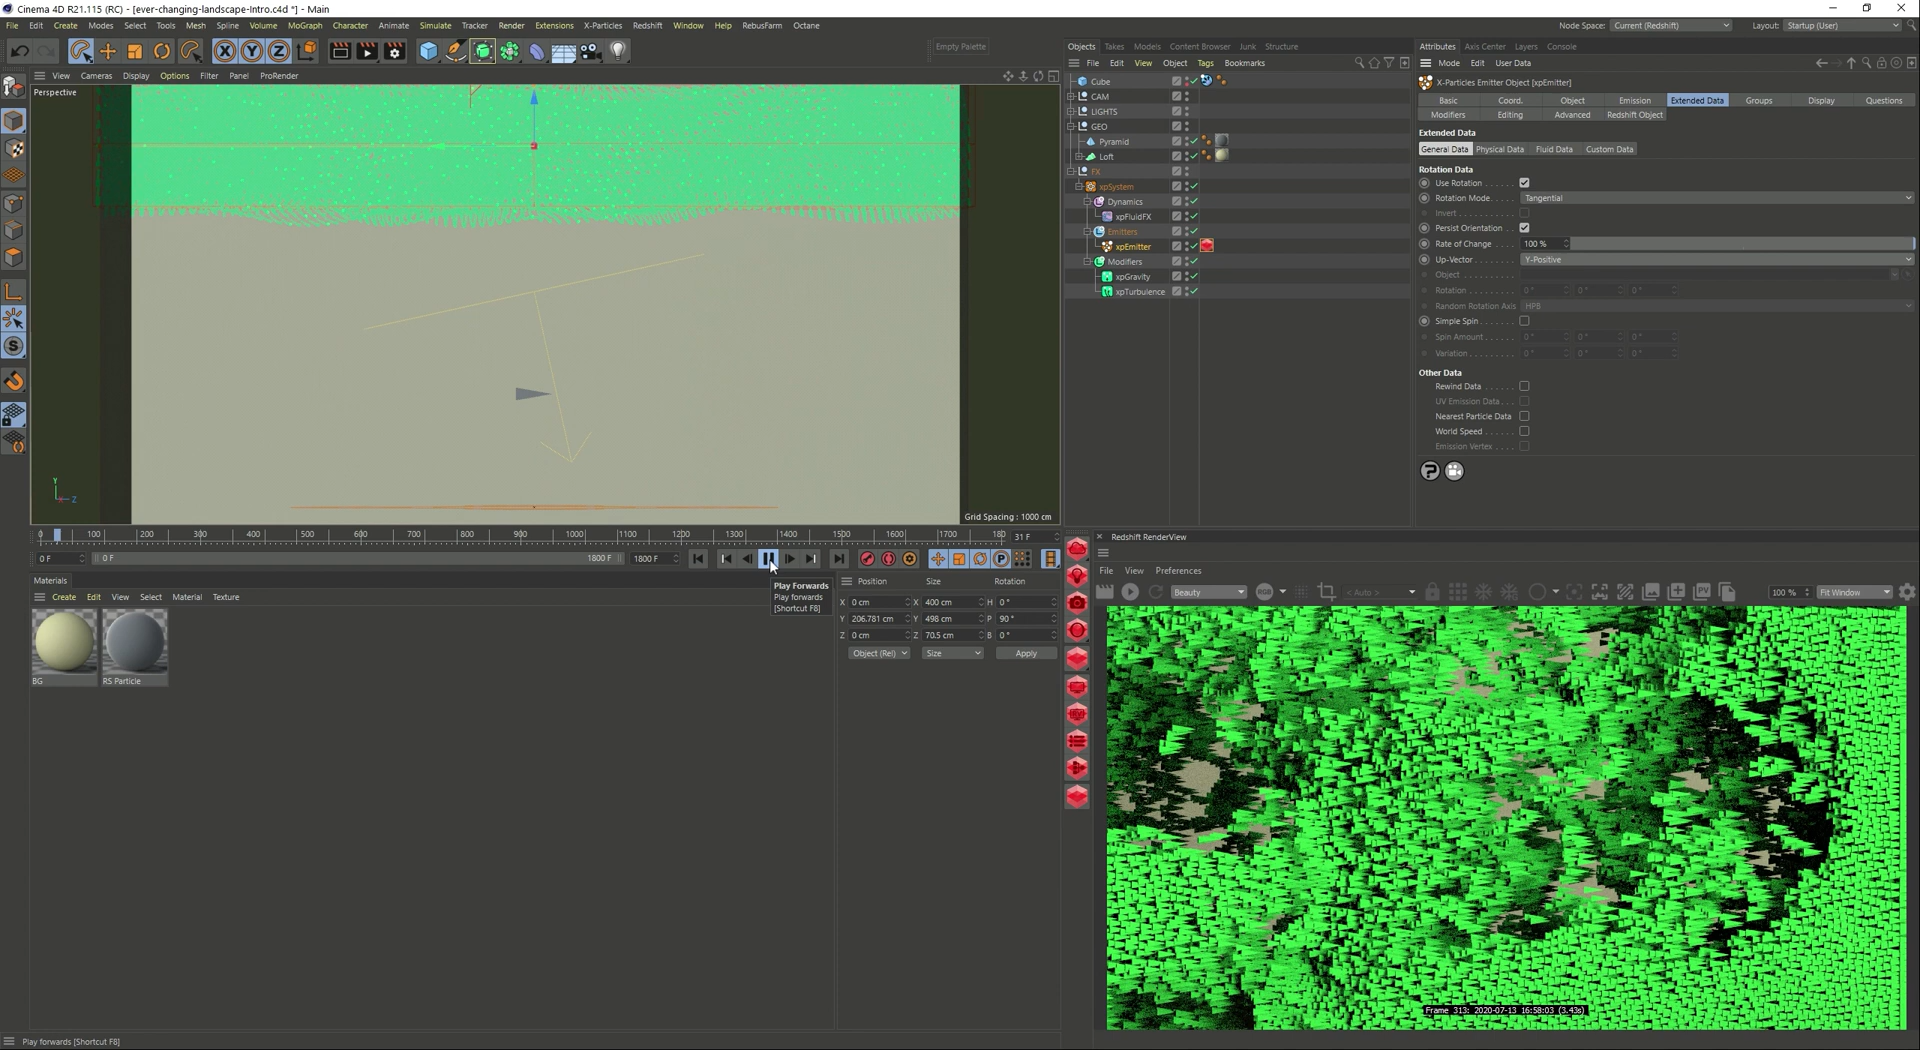 Cinema 4D R21.115 (RC) - [ever-changing-landscape-Intro.c4d *] - Main
File Edit Create Modes Select Tools Mesh Spline Volume MoGraph Character Animate Simulate Tracker Render Extensions X-Particles Redshift Window Help RebusFarm Octane
Node Space: Current (Redshift) Layout: Startup (User)
Empty Palette
View Cameras Display Options Filter Panel ProRender
Perspective
Y
Z
Grid Spacing : 1000 cm
0 100 200 300 400 500 600 700 800 900 1000 1100 1200 1300 1400 1500 1600 1700 180 31 F
0 F 0 F 1800 F 1800 F
Play Forwards
Play forwards
[Shortcut F8]
Materials
Create Edit View Select Material Texture
BG RS Particle
Position Size Rotation
X 0 cm X 400 cm H 0 °
Y 206.781 cm Y 498 cm P 90 °
Z 0 cm Z 70.5 cm B 0 °
Object (Rel) Size Apply
Play forwards [Shortcut F8]
Objects Takes Models Content Browser Junk Structure
File Edit View Object Tags Bookmarks
Cube
CAM
LIGHTS
GEO
Pyramid
Loft
FX
xpSystem
Dynamics
xpFluidFX
Emitters
xpEmitter
Modifiers
xpGravity
xpTurbulence
Attributes Axis Center Layers Console
Mode Edit User Data
X-Particles Emitter Object [xpEmitter]
Basic Coord. Object Emission Extended Data Groups Display Questions
Modifiers Editing Advanced Redshift Object
Extended Data
General Data Physical Data Fluid Data Custom Data
Rotation Data
Use Rotation . . . . . .
Rotation Mode . . . . Tangential
Invert . . . . . . . . . . . .
Persist Orientation .
Rate of Change . . . 100 %
Up-Vector . . . . . . . . Y-Positive
Object . . . . . . . . . . .
Rotation . . . . . . . . . 0 ° 0 ° 0 °
Random Rotation Axis HPB
Simple Spin . . . . . . .
Spin Amount . . . . . . 0 ° 0 ° 0 °
Variation . . . . . . . . . 0 ° 0 ° 0 °
Other Data
Rewind Data . . . . . .
UV Emission Data . .
Nearest Particle Data
World Speed . . . . . .
Emission Vertex . . .
Redshift RenderView
File View Preferences
Beauty RGB < Auto > PV 100 % Fit Window
Frame 313: 2020-07-13 16:58:03 (3.43s)